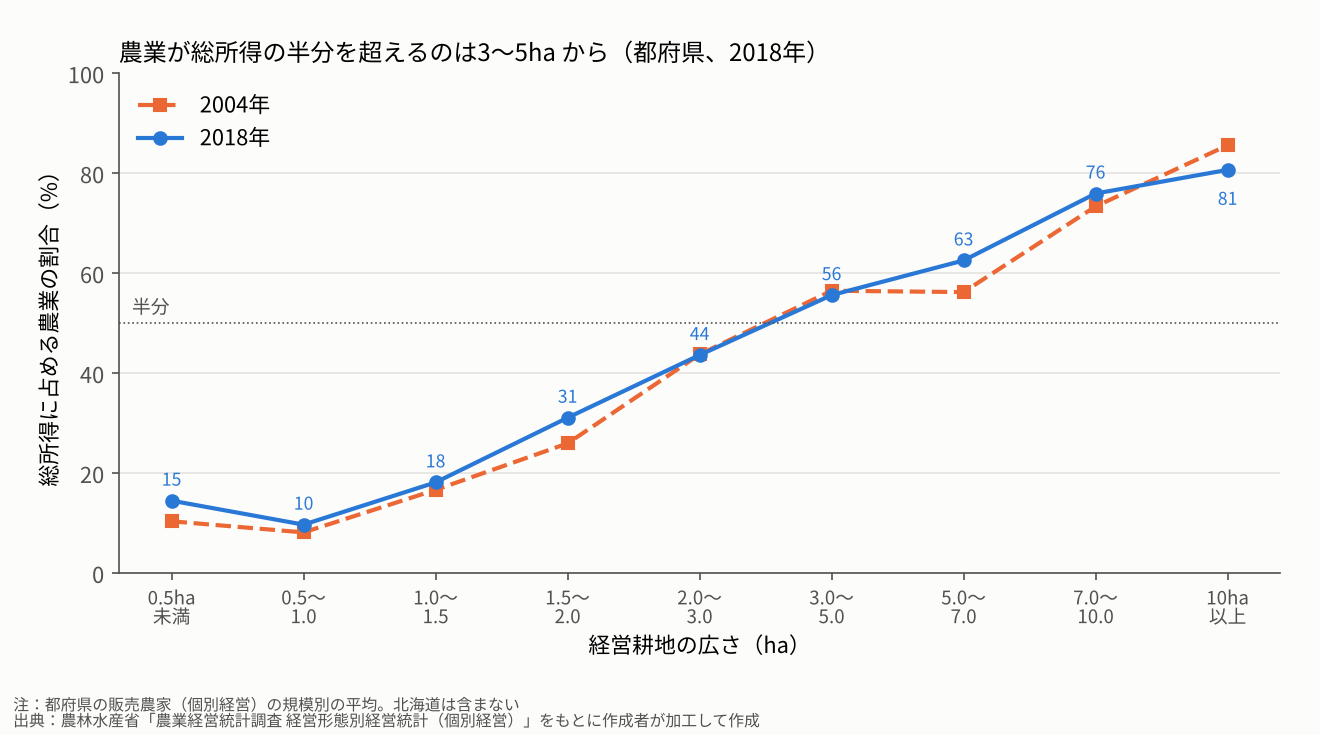 農業が総所得の半分を超えるのは3〜5ha から（都府県、2018年）
総所得に占める農業の割合（%）
100
80
60
40
20
0
2004年
2018年
半分
15
10
18
31
44
56
63
76
81
0.5ha
未満
0.5〜
1.0
1.0〜
1.5
1.5〜
2.0
2.0〜
3.0
3.0〜
5.0
5.0〜
7.0
7.0〜
10.0
10ha
以上
経営耕地の広さ（ha）
注：都府県の販売農家（個別経営）の規模別の平均。北海道は含まない
出典：農林水産省「農業経営統計調査 経営形態別経営統計（個別経営）」をもとに作成者が加工して作成